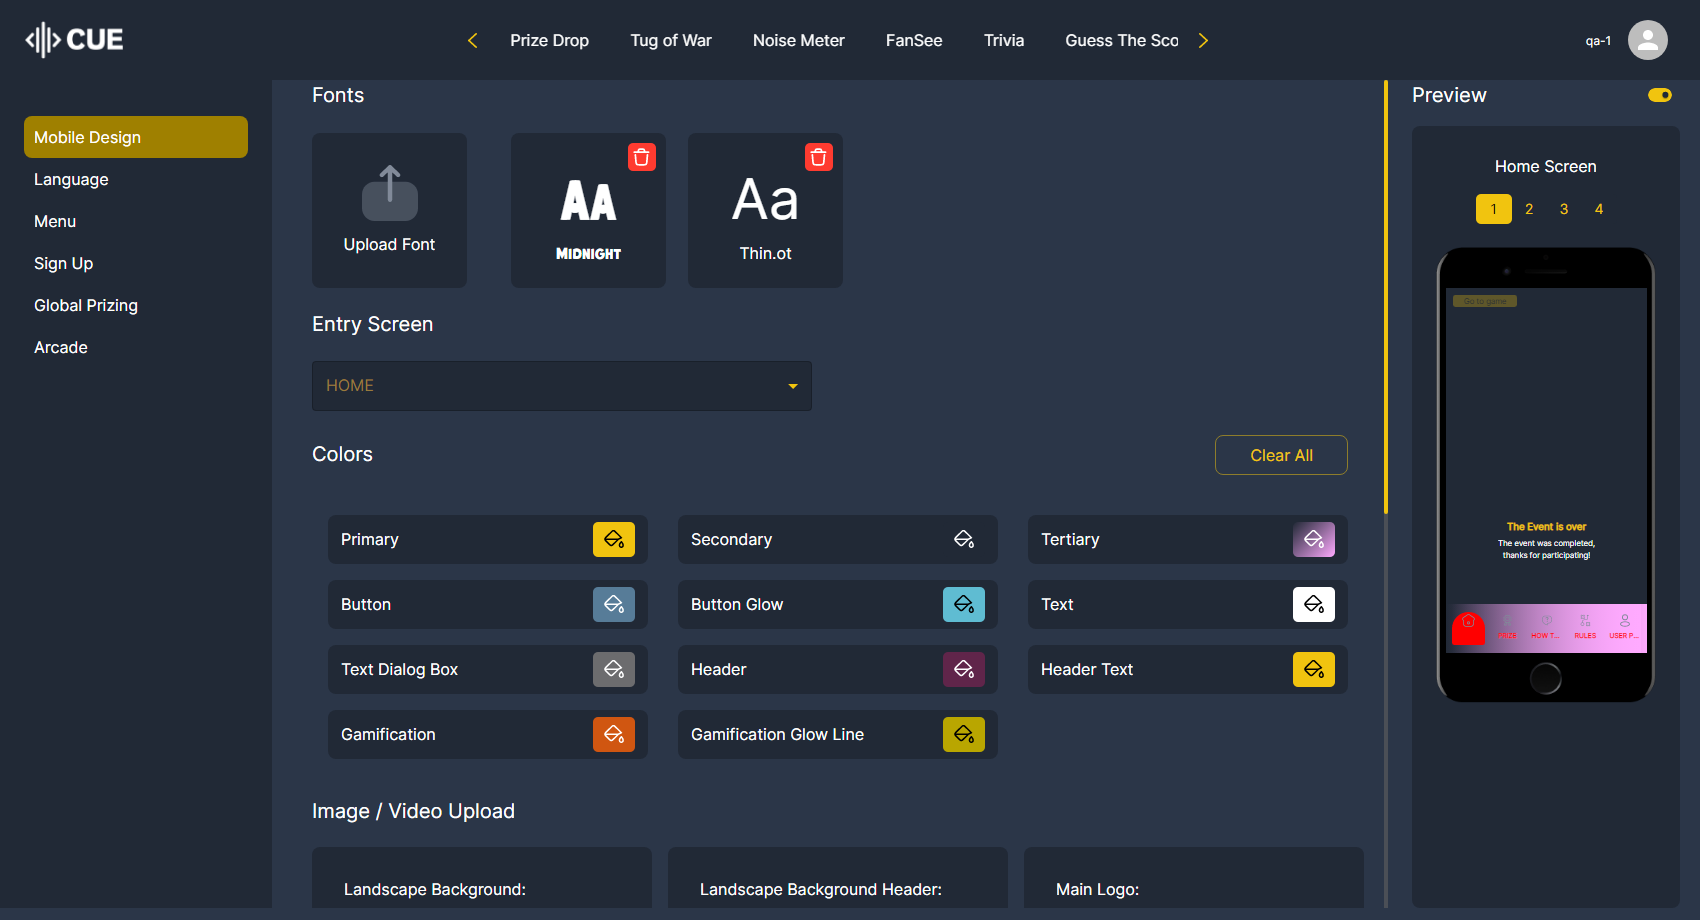 CUE
Prize Drop
Tug of War
Noise Meter
FanSee
Trivia
Guess The Sco
qa-1
Mobile Design
Language
Menu
Sign Up
Global Prizing
Arcade
Fonts
Upload Font
AA
MIDNIGHT
Aa
Thin.ot
Entry Screen
HOME
Colors
Clear All
Primary
Secondary
Tertiary
Button
Button Glow
Text
Text Dialog Box
Header
Header Text
Gamification
Gamification Glow Line
Image / Video Upload
Landscape Background:
Landscape Background Header:
Main Logo:
Preview
Home Screen
1 2 3 4
Go to game
The Event is over
The event was completed,
thanks for participating!
PRIZE
HOW T...
RULES
USER P...